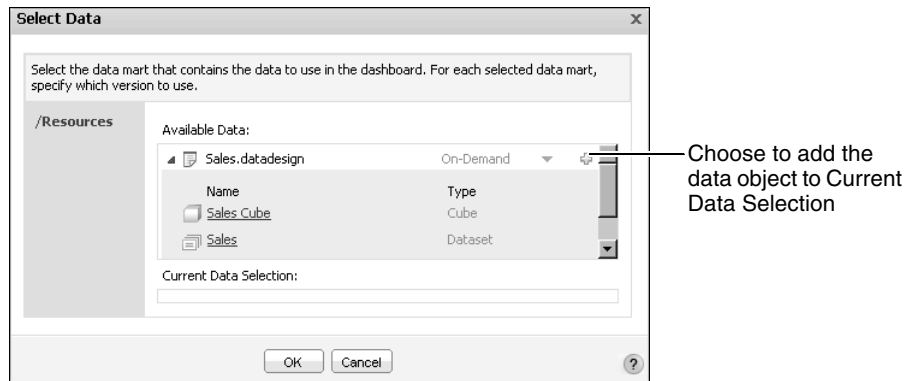 Select Data
x
Select the data mart that contains the data to use in the dashboard. For each selected data mart,
specify which version to use.
/Resources
Available Data:
Sales.datadesign On-Demand
Name Type
Sales Cube Cube
Sales Dataset
Current Data Selection:
OK Cancel
?
Choose to add the
data object to Current
Data Selection